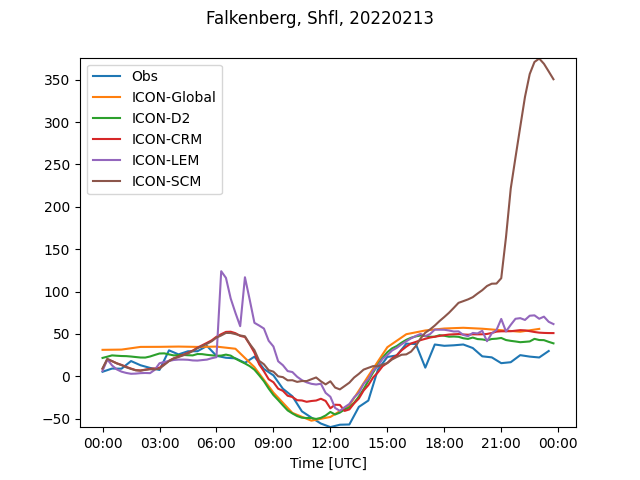 Falkenberg, Shfl, 20220213
Obs
ICON-Global
ICON-D2
ICON-CRM
ICON-LEM
ICON-SCM
350
300
250
200
150
100
50
0
−50
00:00 03:00 06:00 09:00 12:00 15:00 18:00 21:00 00:00
Time [UTC]